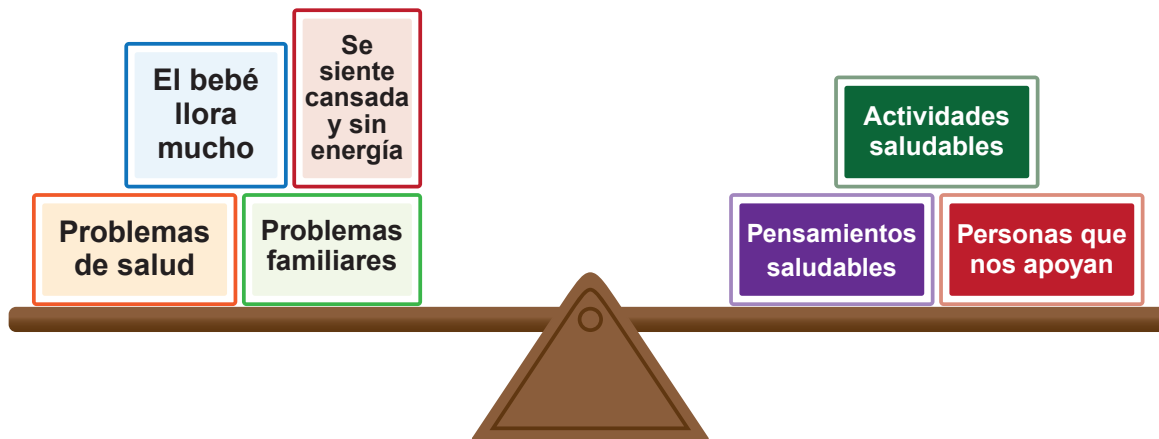 El bebé
llora
mucho
Se
siente
cansada
y sin
energía
Problemas
de salud
Problemas
familiares
Actividades
saludables
Pensamientos
saludables
Personas que
nos apoyan